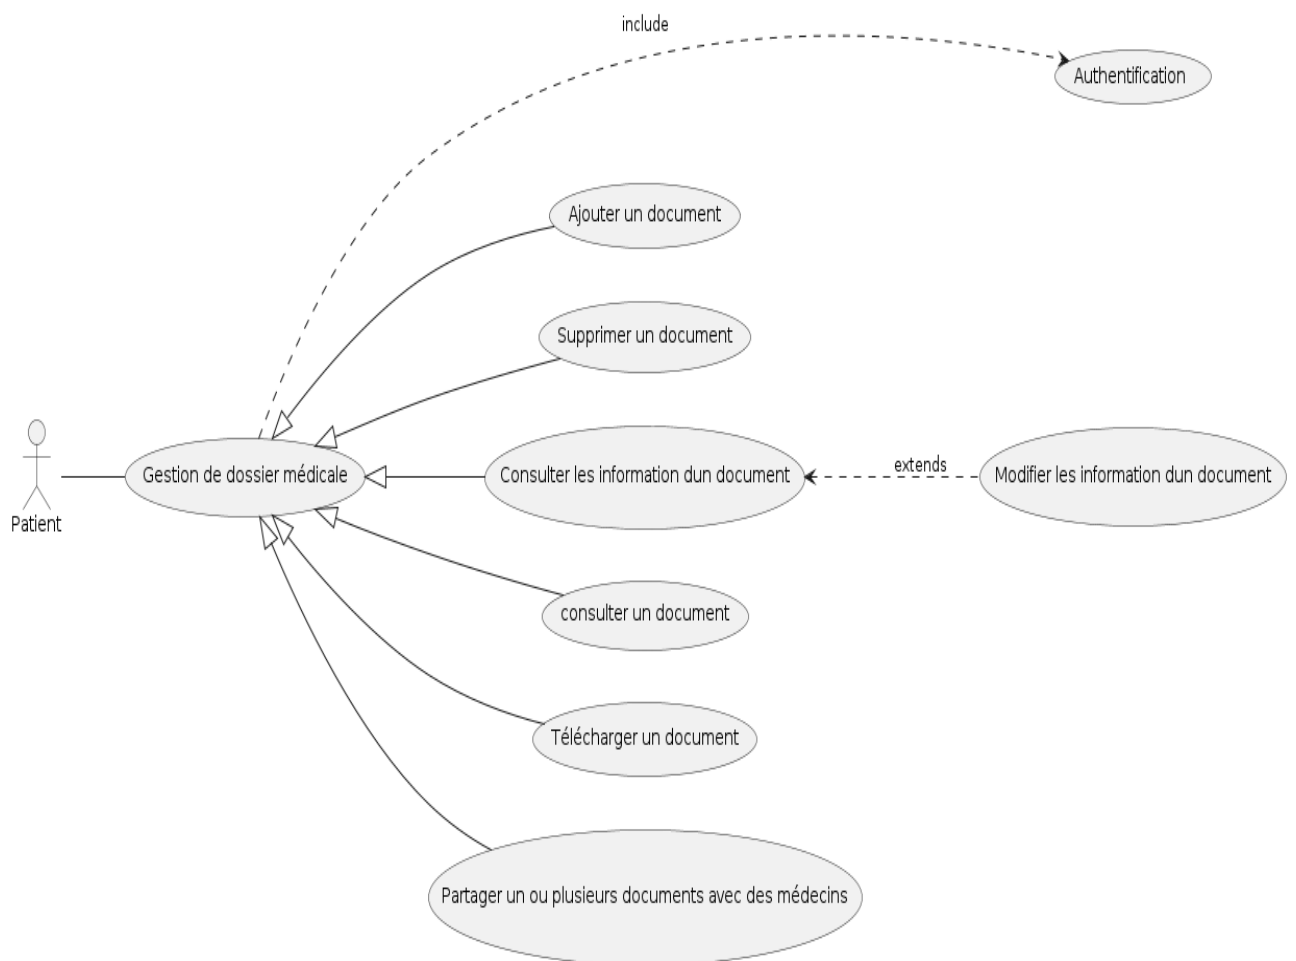 include
Authentification
Ajouter un document
Supprimer un document
Gestion de dossier médicale
Consulter les information dun document
extends
Modifier les information dun document
Patient
consulter un document
Télécharger un document
Partager un ou plusieurs documents avec des médecins